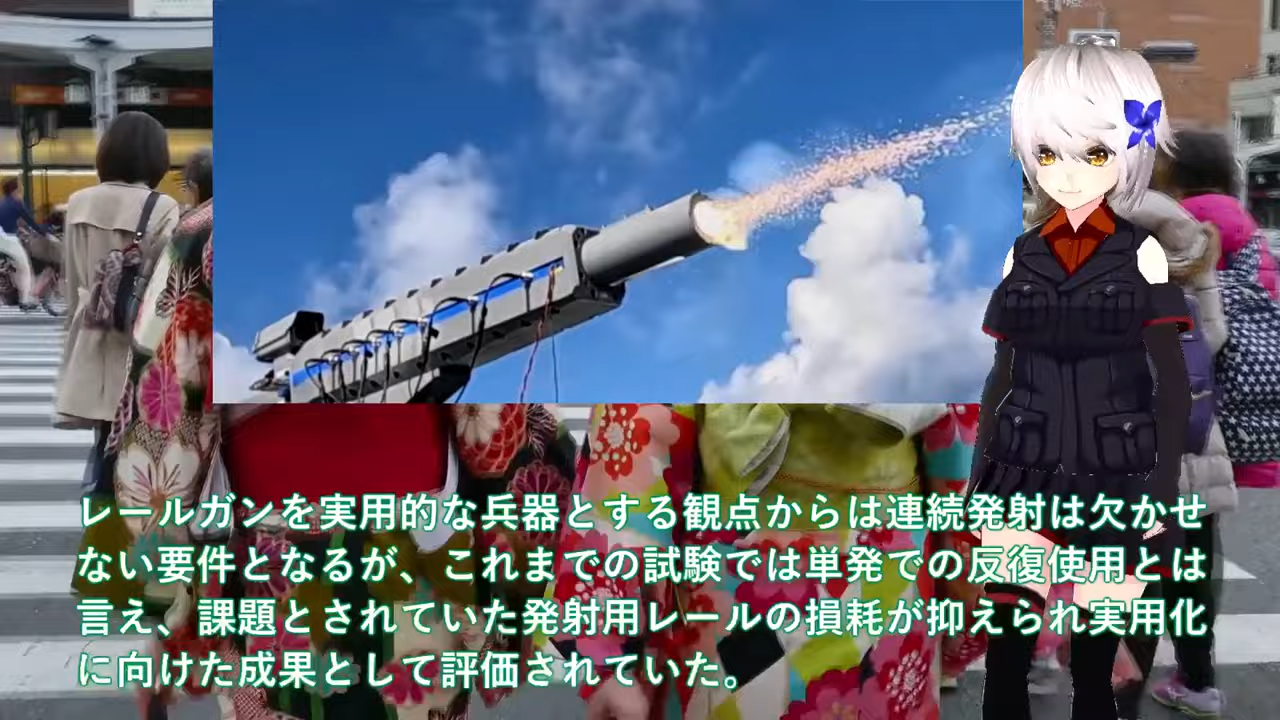 レールガンを実用的な兵器とする観点からは連続発射は欠かせ
ない要件となるが、これまでの試験では単発での反復使用とは
言え、課題とされていた発射用レールの損耗が抑えられ実用化
に向けた成果として評価されていた。